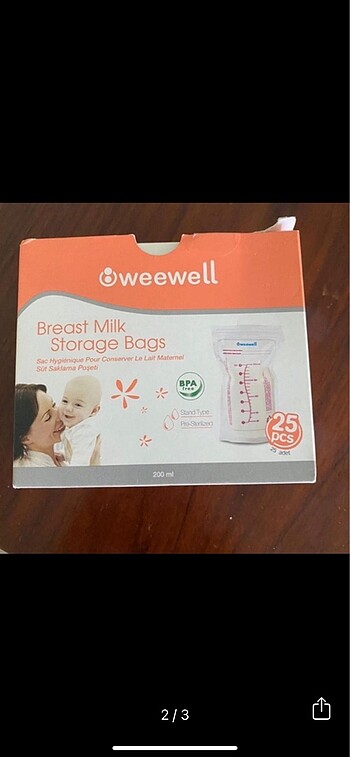 weewell
Breast Milk
Storage Bags
Sac Hygiénique Pour Conserver Le Lait Maternel
Süt Saklama Poşeti
weewell
BPA
free
Stand Type
Pre-Sterilized
25
pcs
25 adet
200 ml
2 / 3